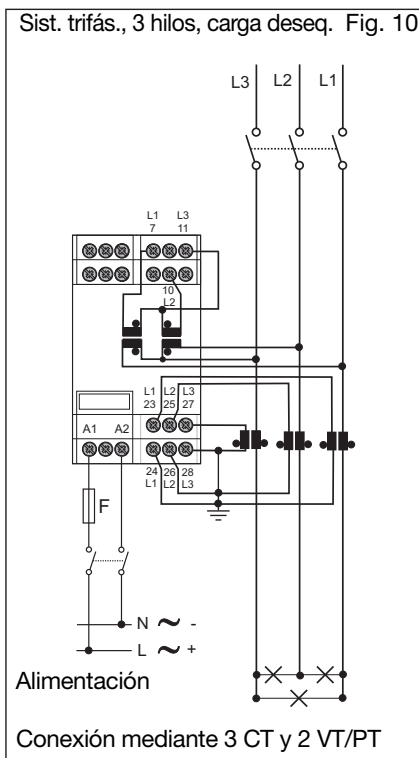 Sist. trifás., 3 hilos, carga deseq. Fig. 10
L3 L2 L1
L1 L3
7 11
10
L2
L1 L2 L3
23 25 27
A1 A2
24 26 28
L1 L2 L3
F
N ~ -
L ~ +
Alimentación
Conexión mediante 3 CT y 2 VT/PT